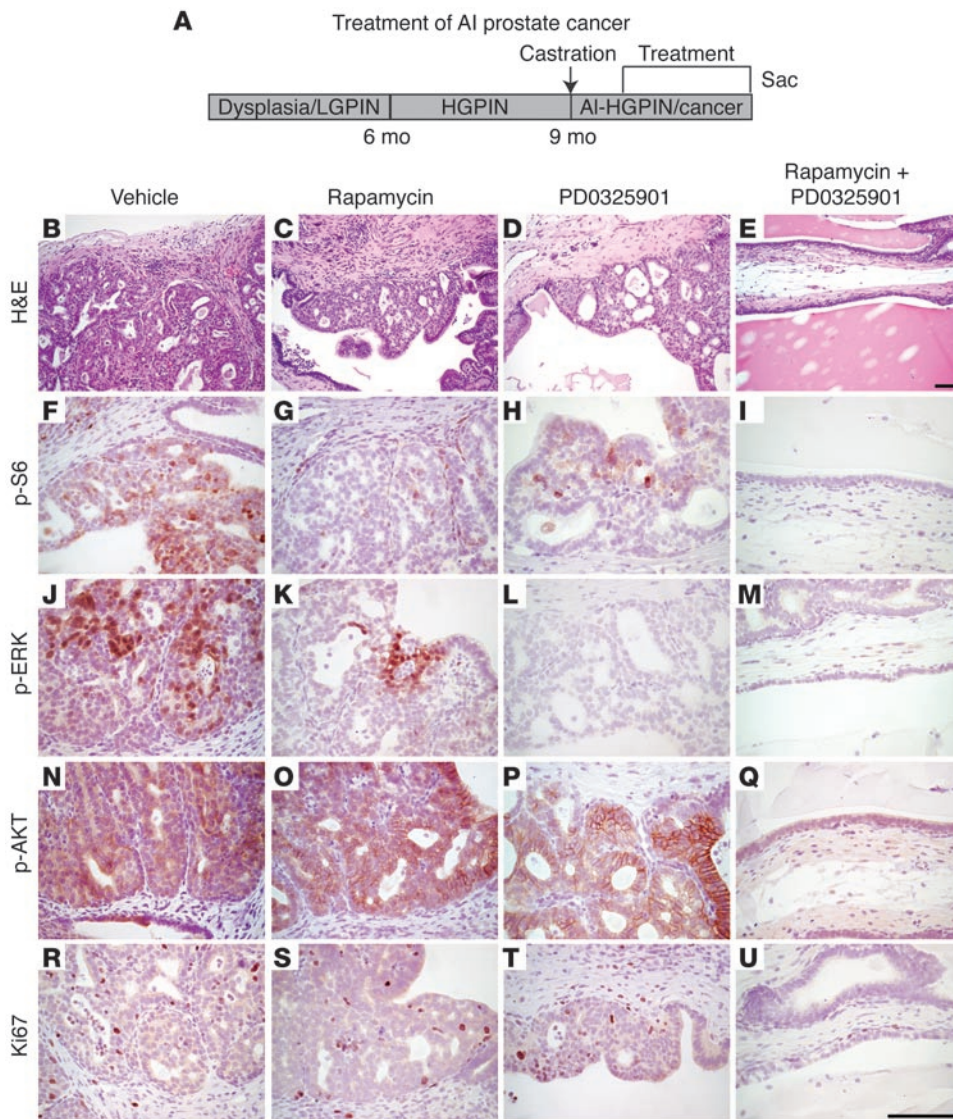 A
Treatment of AI prostate cancer
Castration
Treatment
Sac
Dysplasia/LGPIN
HGPIN
AI-HGPIN/cancer
6 mo
9 mo
Vehicle
Rapamycin
PD0325901
Rapamycin +
PD0325901
H&E
B
C
D
E
p-S6
F
G
H
I
p-ERK
J
K
L
M
p-AKT
N
O
P
Q
Ki67
R
S
T
U